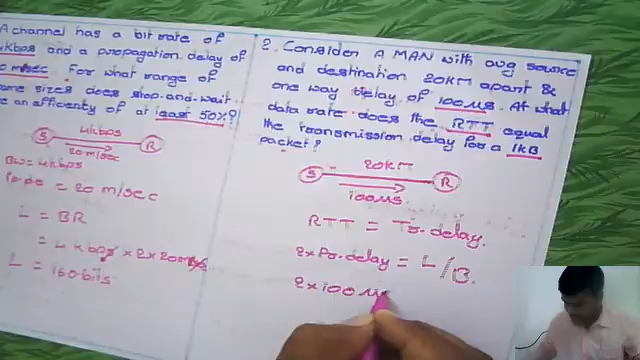 A channel has a bit rate of
4kbps and a propagation delay of
20 msec. For what range of
frame sizes does stop-and-wait
give an efficiency of at least 50%?
4kbps
S R
20 m/sec
BW = 4kbps
Pr.de = 20 m/sec
L = BR
= 4 kbps × 2 × 20
L = 160 bits
2. Consider A MAN with avg source
and destination 20KM apart &
one way delay of 100μs. At what
data rate does the RTT equal
the transmission delay for a 1KB
packet?
20KM
S R
100μs.
RTT = Tr. delay.
2×Pr.delay = L/B.
2×100 μs